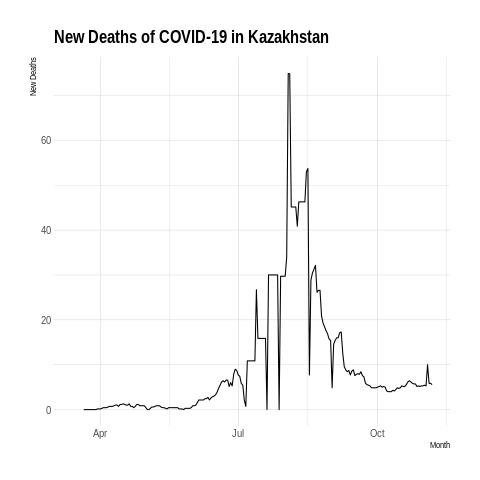 New Deaths of COVID-19 in Kazakhstan
New Deaths
60
40
20
0
Apr
Jul
Oct
Month